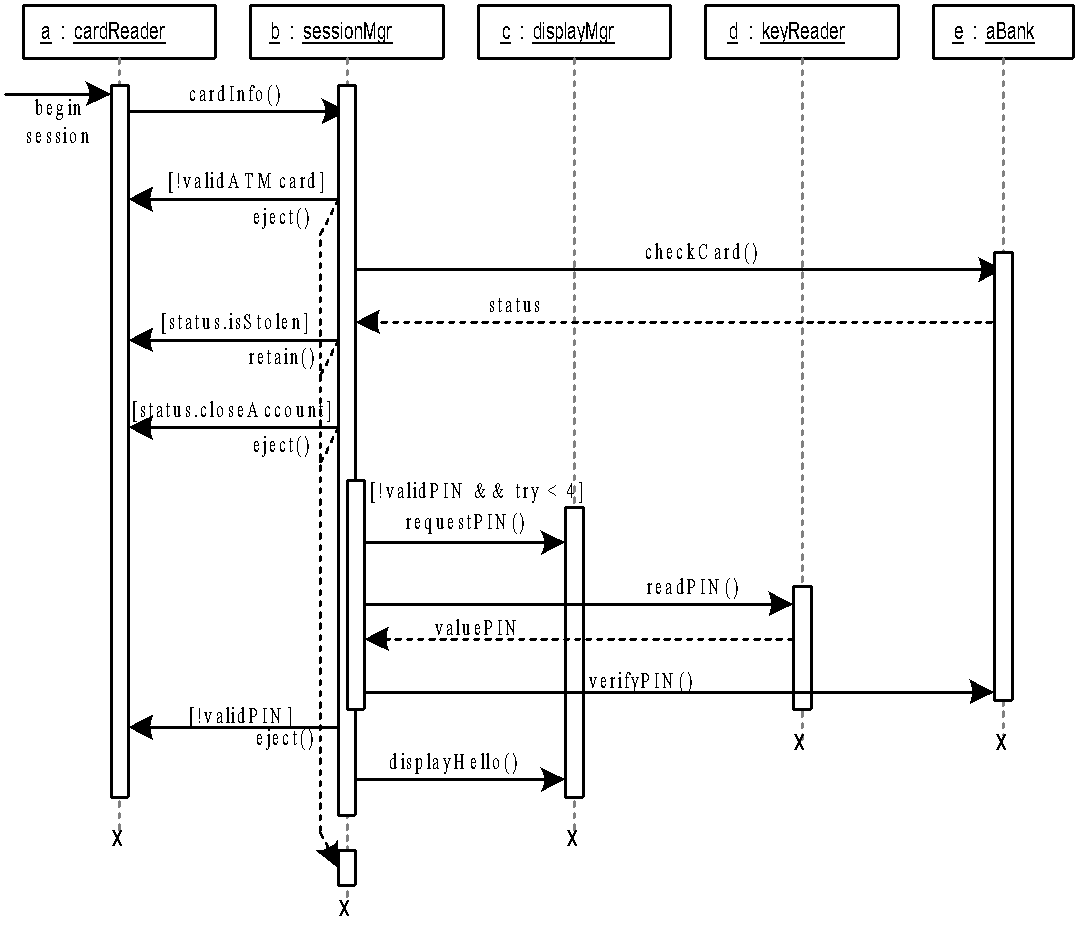 a : cardReader
b : sessionMgr
c : displayMgr
d : keyReader
e : aBank
begin
session
cardInfo()
[!validATMcard]
eject()
checkCard()
status
[status.isStolen]
retain()
[status.closeAccount]
eject()
[!validPIN && try < 4]
requestPIN()
readPIN()
valuePIN
verifyPIN()
[!validPIN]
eject()
displayHello()
X
X
X
X
X